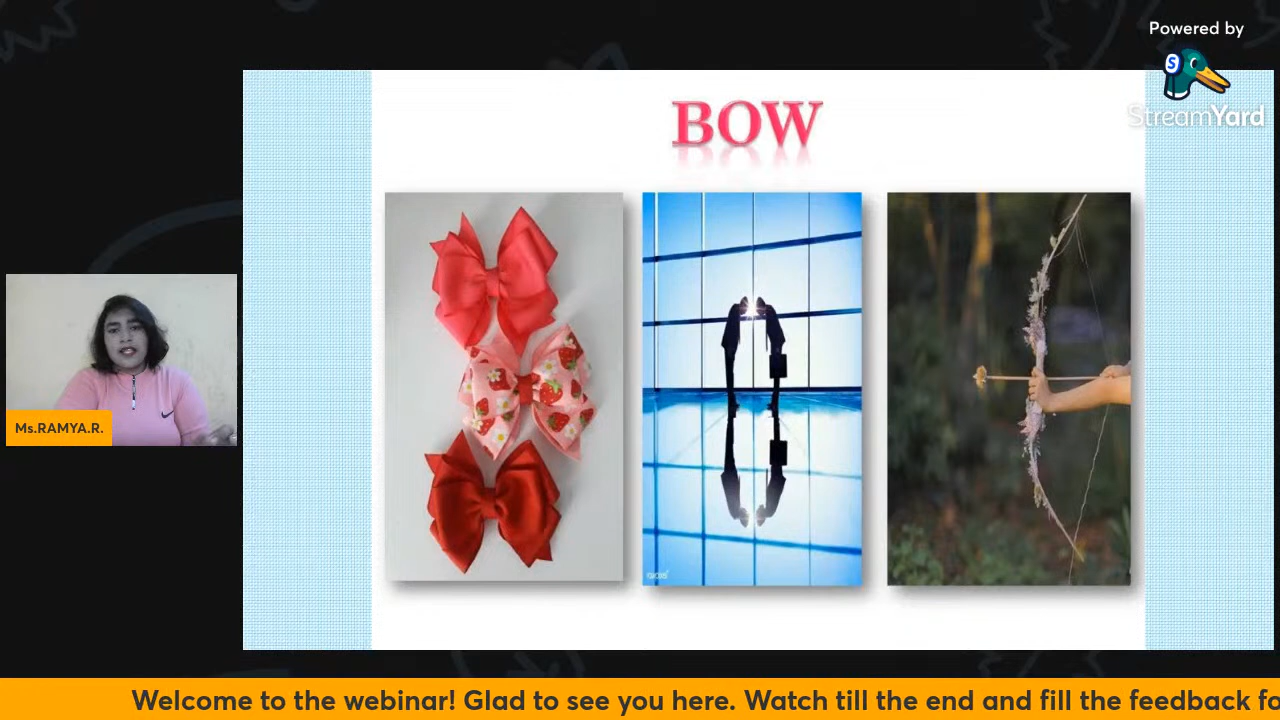 Powered by
StreamYard
BOW
Ms.RAMYA.R.
Welcome to the webinar! Glad to see you here. Watch till the end and fill the feedback fo